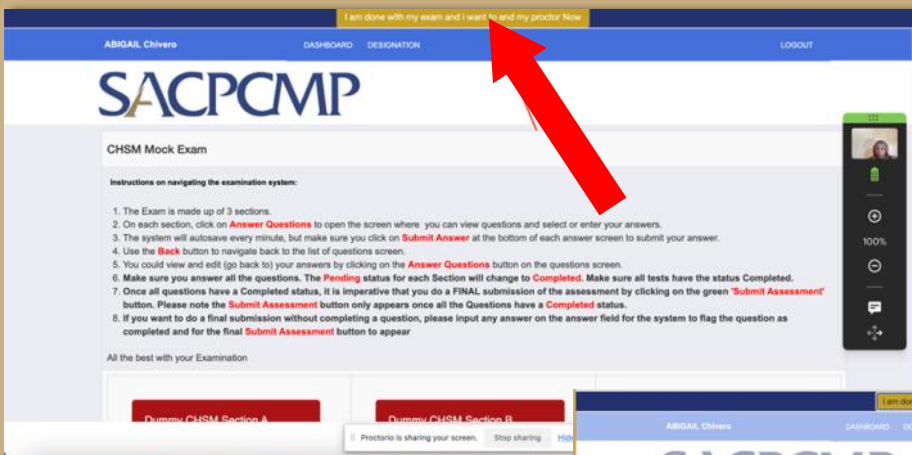 I am done with my exam and i want to end my proctor Now
ABIGAIL Chivero DASHBOARD DESIGNATION LOGOUT
SACPCMP
CHSM Mock Exam
Instructions on navigating the examination system:
1. The Exam is made up of 3 sections.
2. On each section, click on Answer Questions to open the screen where you can view questions and select or enter your answers.
3. The system will autosave every minute, but make sure you click on Submit Answer at the bottom of each answer screen to submit your answer.
4. Use the Back button to navigate back to the list of questions screen.
5. You could view and edit (go back to) your answers by clicking on the Answer Questions button on the questions screen.
6. Make sure you answer all the questions. The Pending status for each Section will change to Completed. Make sure all tests have the status Completed.
7. Once all questions have a Completed status, it is imperative that you do a FINAL submission of the assessment by clicking on the green 'Submit Assessment'
button. Please note the Submit Assessment button only appears once all the Questions have a Completed status.
8. If you want to do a final submission without completing a question, please input any answer on the answer field for the system to flag the question as
completed and for the final Submit Assessment button to appear
All the best with your Examination
100%
Dummy CHSM Section A
Dummy CHSM Section B
Proctorio is sharing your screen. Stop sharing
I am
ABIGAIL Chivero DASHBOARD